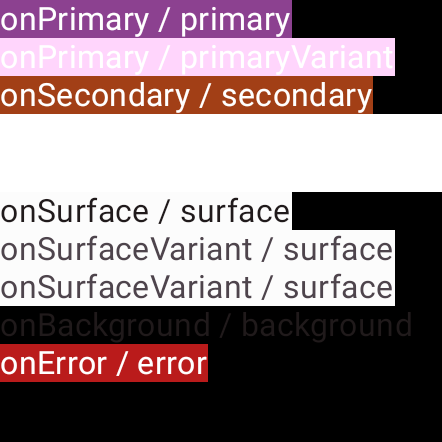 onPrimary / primary
onPrimary / primaryVariant
onSecondary / secondary
onSurface / surface
onSurfaceVariant / surface
onSurfaceVariant / surface
onBackground / background
onError / error